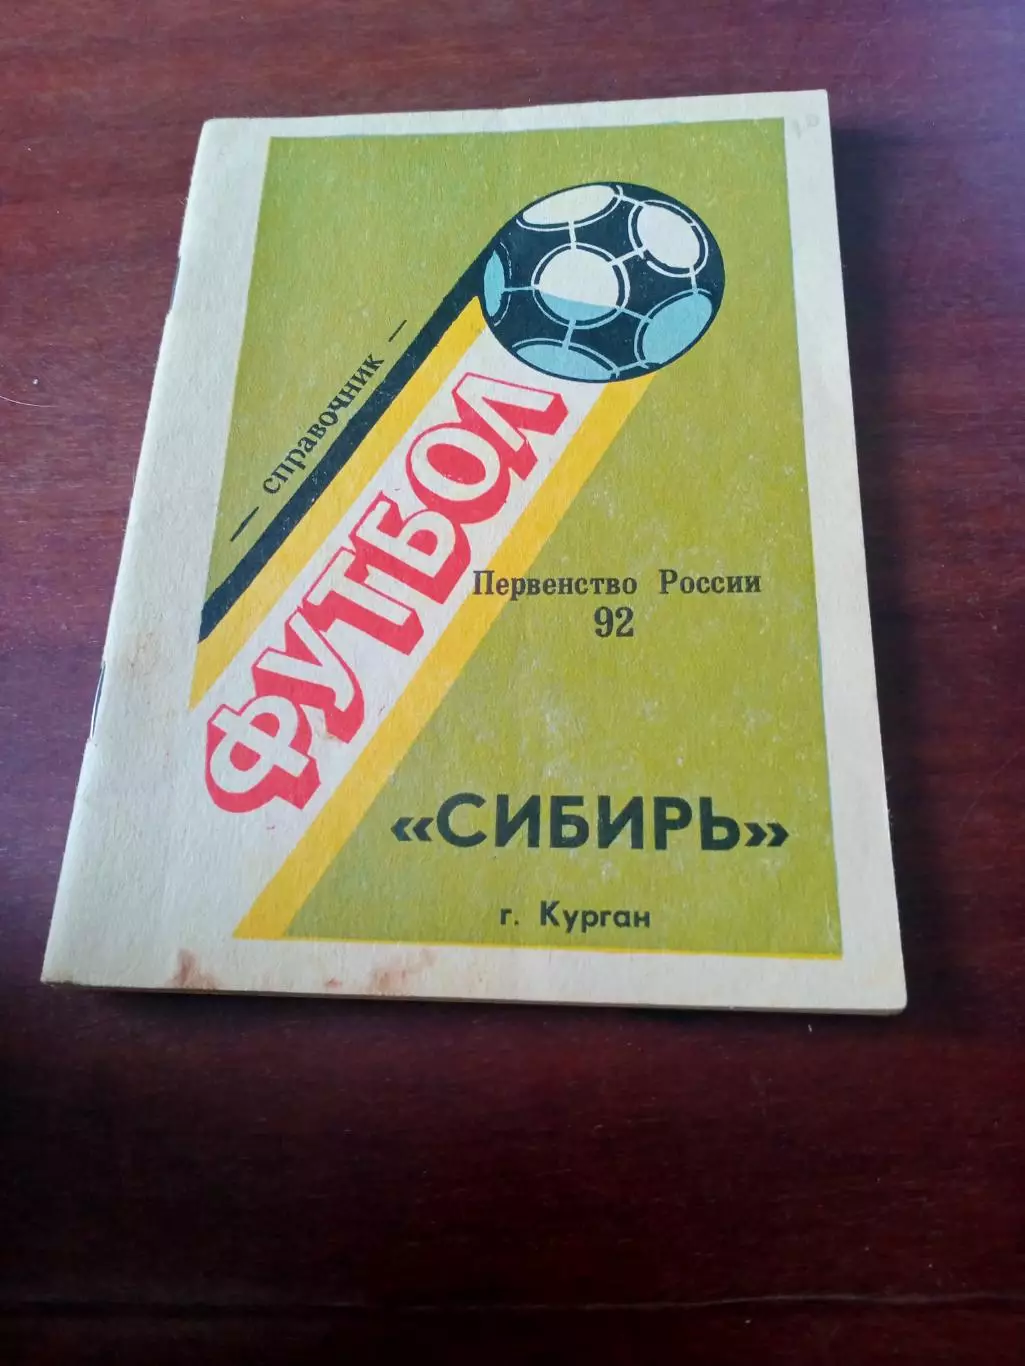 — справочник —
ФУТБОЛ
Первенство России
92
«СИБИРЬ»
г. Курган